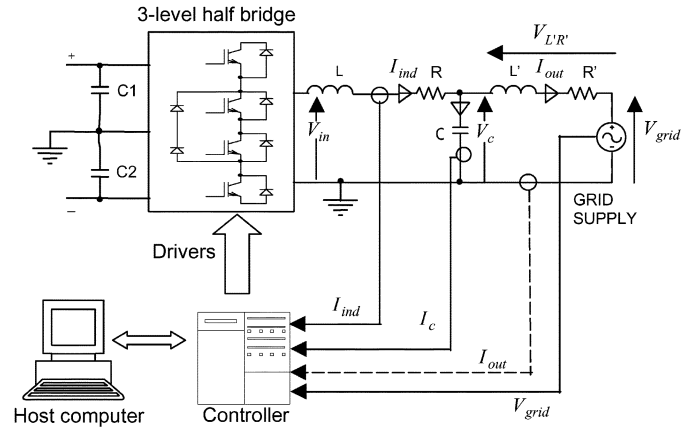 3-level half bridge
V_{L'R'}
+
C1
C2
–
L
I_{ind}
R
L'
I_{out}
R'
V_{in}
C
V_c
V_{grid}
GRID
SUPPLY
Drivers
I_{ind}
I_c
I_{out}
V_{grid}
Host computer
Controller